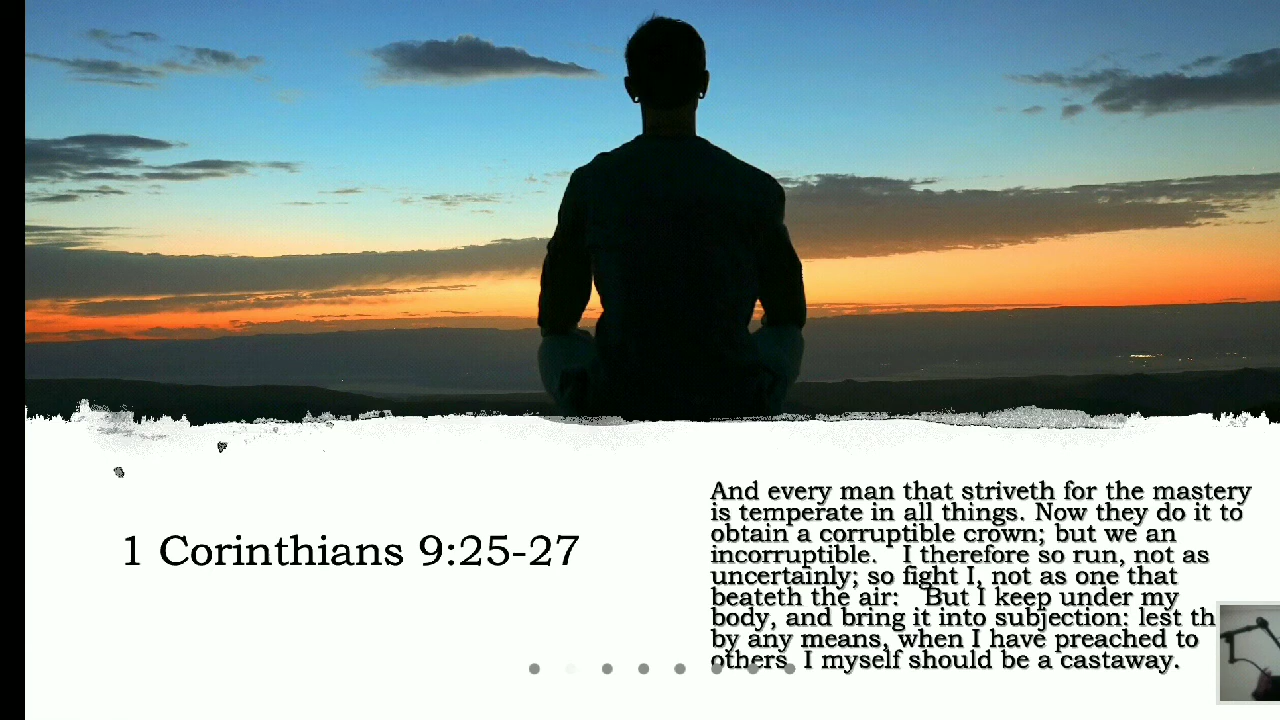 1 Corinthians 9:25-27
And every man that striveth for the mastery
is temperate in all things. Now they do it to
obtain a corruptible crown; but we an
incorruptible. I therefore so run, not as
uncertainly; so fight I, not as one that
beateth the air: But I keep under my
body, and bring it into subjection: lest th
by any means, when I have preached to
others, I myself should be a castaway.